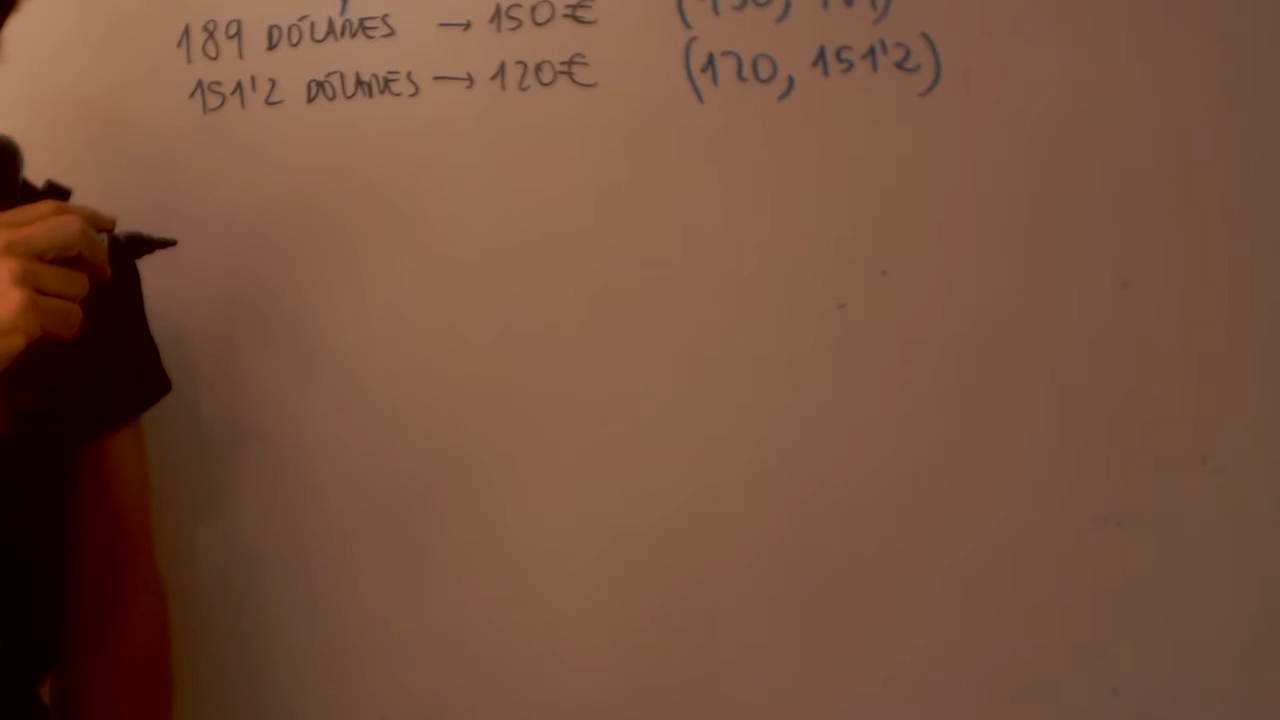 189 DÓLARES → 150€
151'2 DÓLARES → 120€ (120, 151'2)